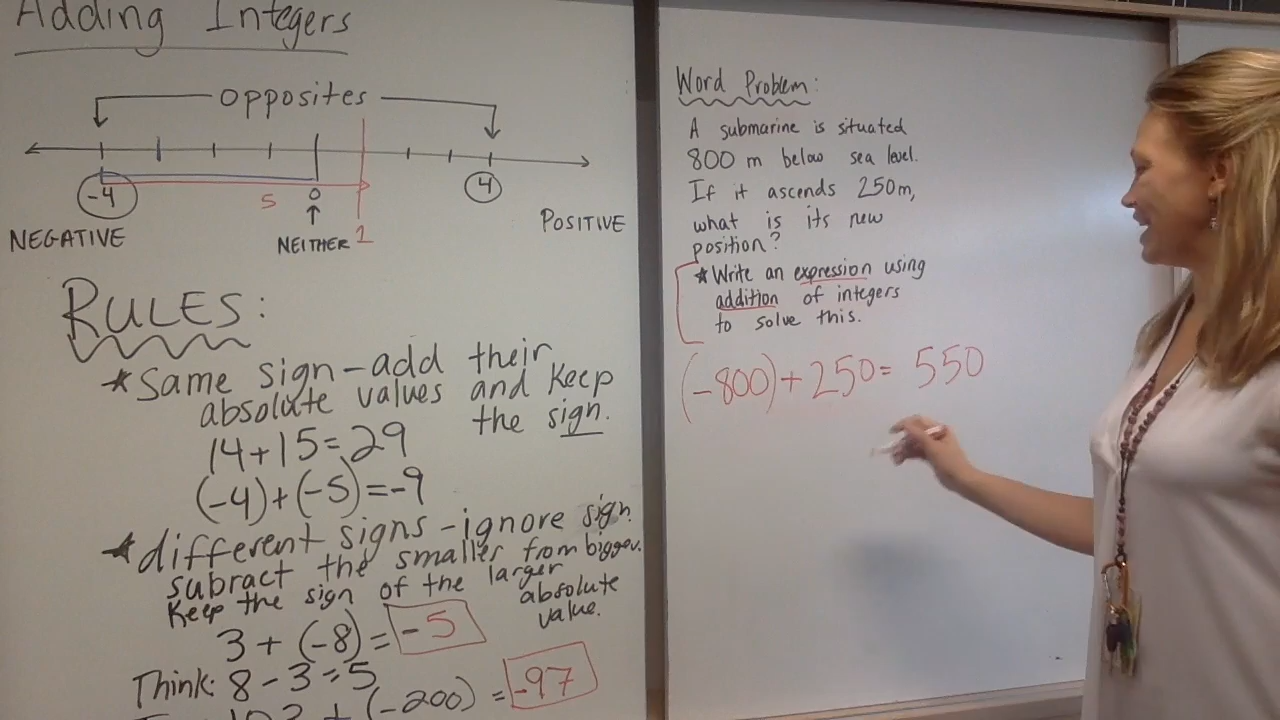 Adding Integers
opposites
-4
5
0
4
NEGATIVE
NEITHER
1
POSITIVE
RULES:
*Same sign-add their
absolute values and keep
the sign.
14+15=29
(-4)+(-5)=-9
*different signs-ignore sign.
subract the smaller from bigger.
Keep the sign of the larger
absolute
value.
3 + (-8) = -5
Think: 8-3=5
103 + (-200) = -97
Word Problem:
A submarine is situated
800 m below sea level.
If it ascends 250m,
what is its new
position?
*Write an expression using
addition of integers
to solve this.
(-800)+250= 550